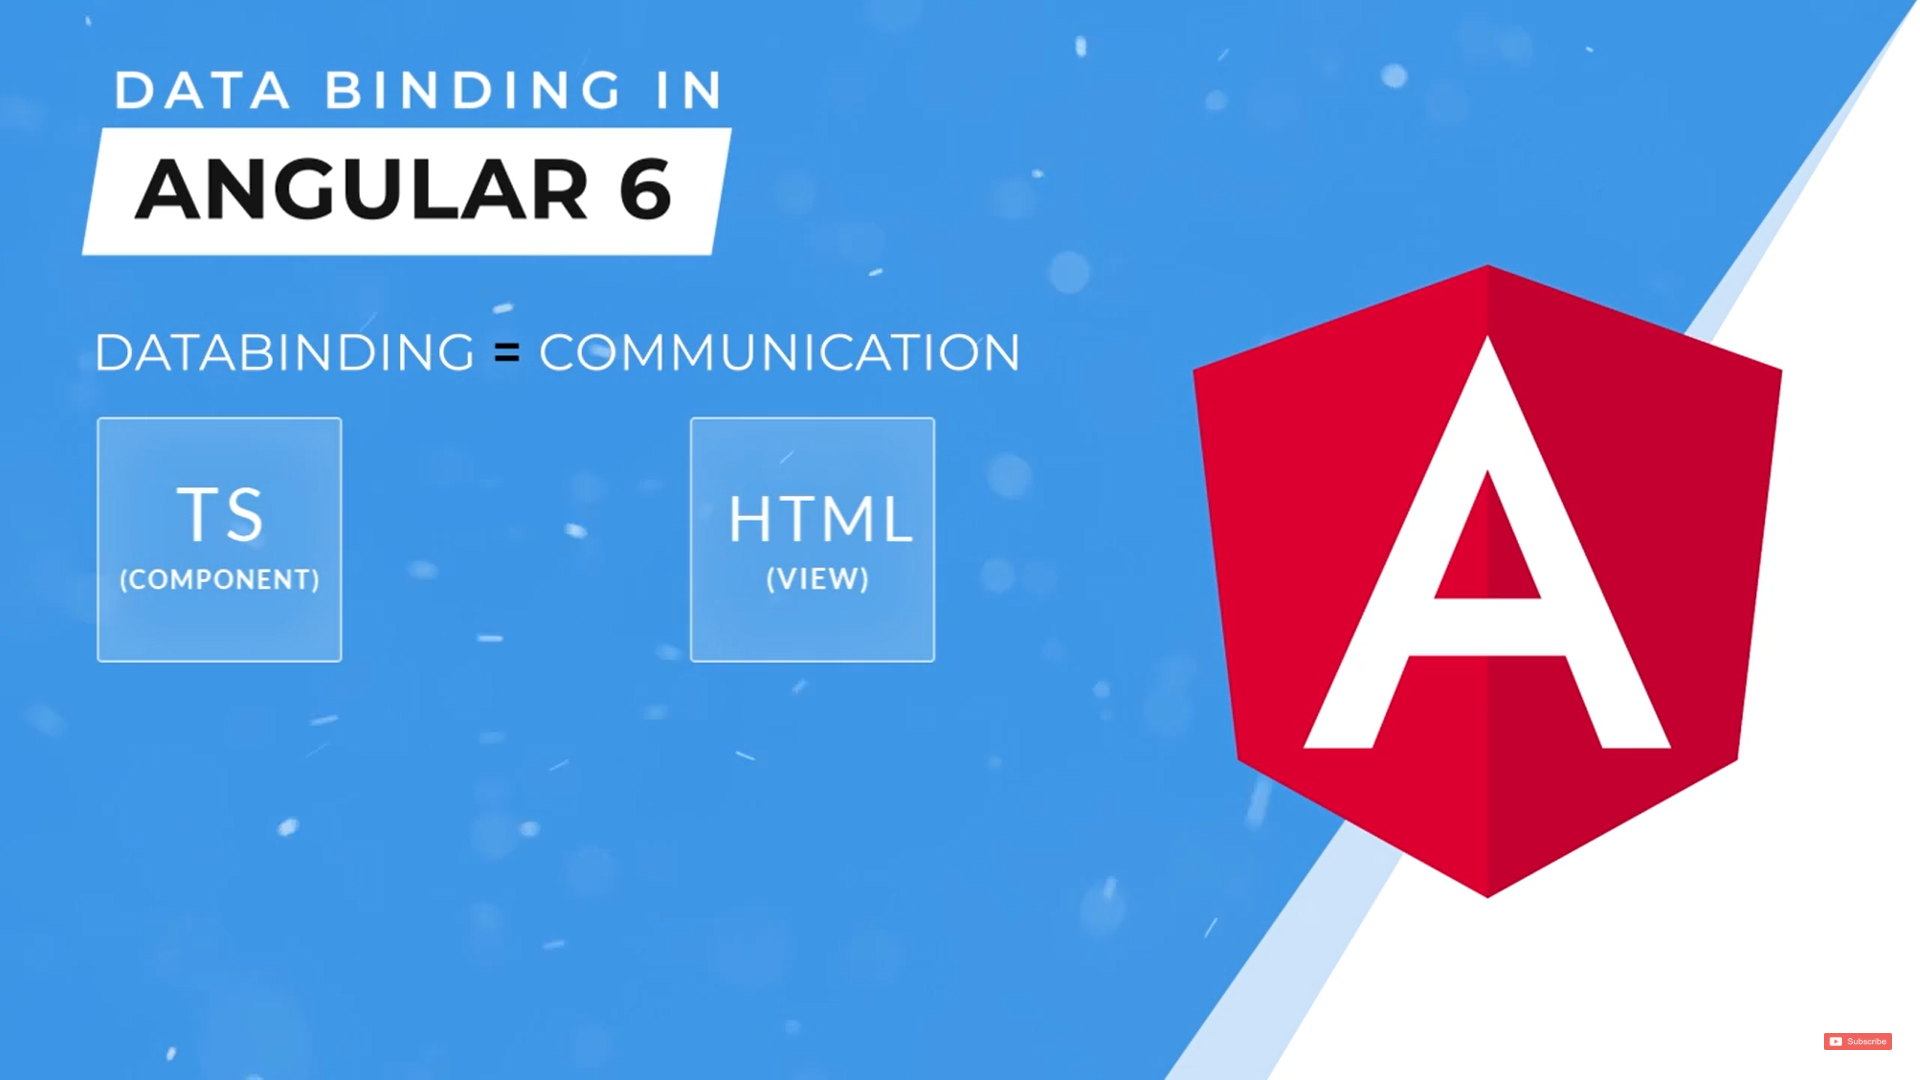 DATA BINDING IN
ANGULAR 6
DATABINDING = COMMUNICATION
TS
(COMPONENT)
HTML
(VIEW)
A
Subscribe